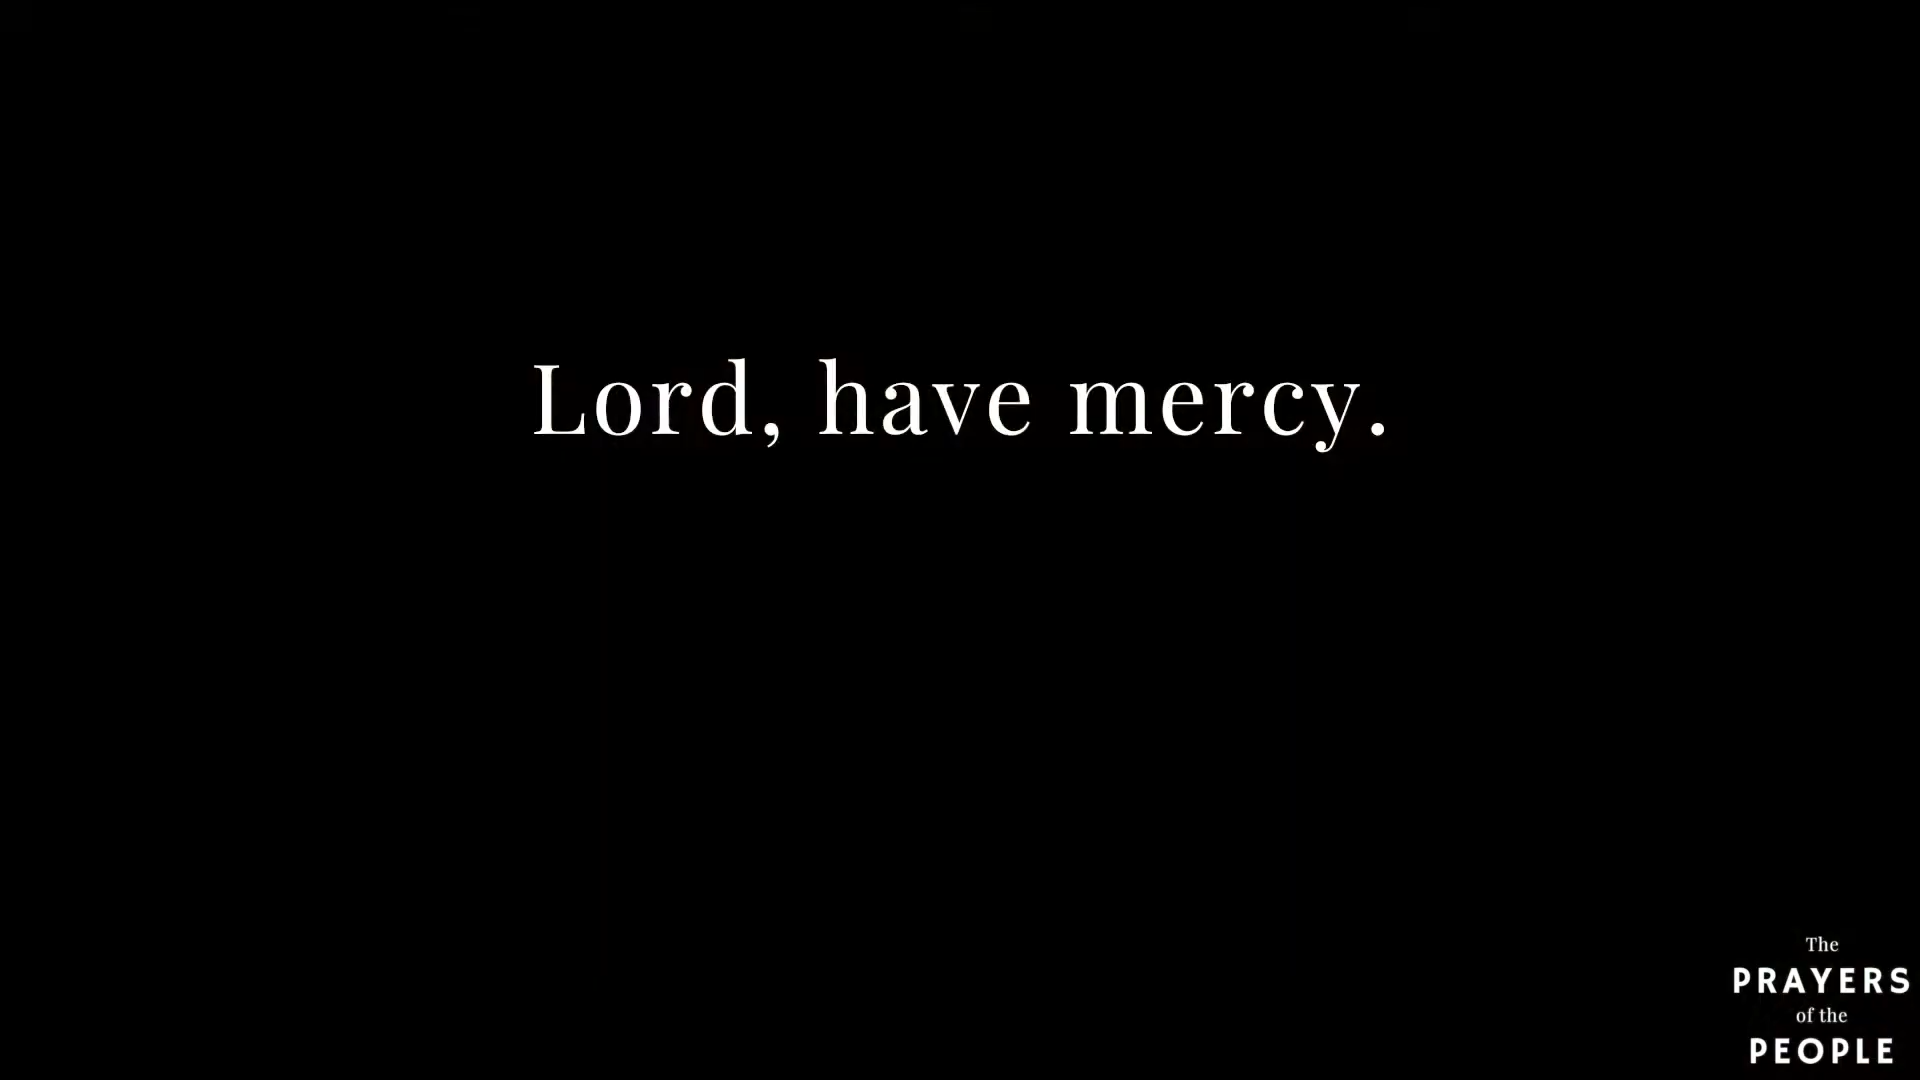 Lord, have mercy.
The
PRAYERS
of the
PEOPLE